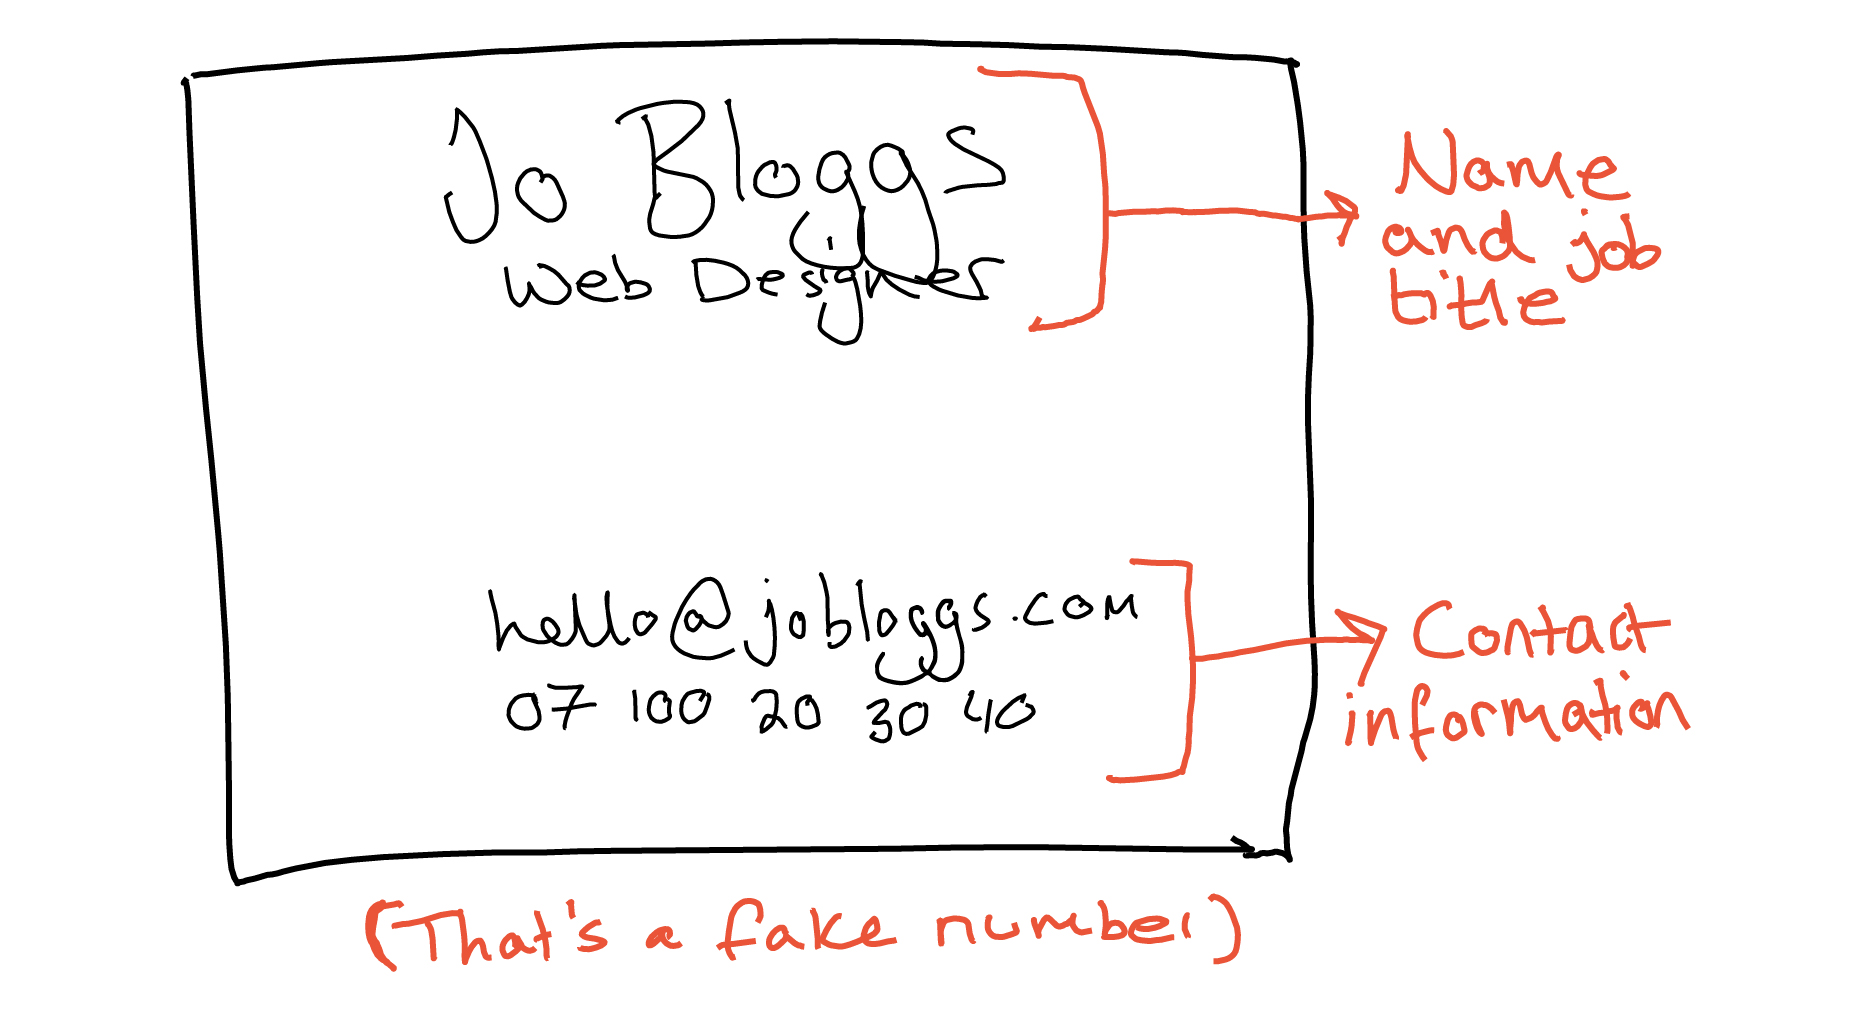 Jo Bloggs
Web Designer
Name
and job
title
hello@jobloggs.com
07 100 20 30 40
Contact
information
(That's a fake number)